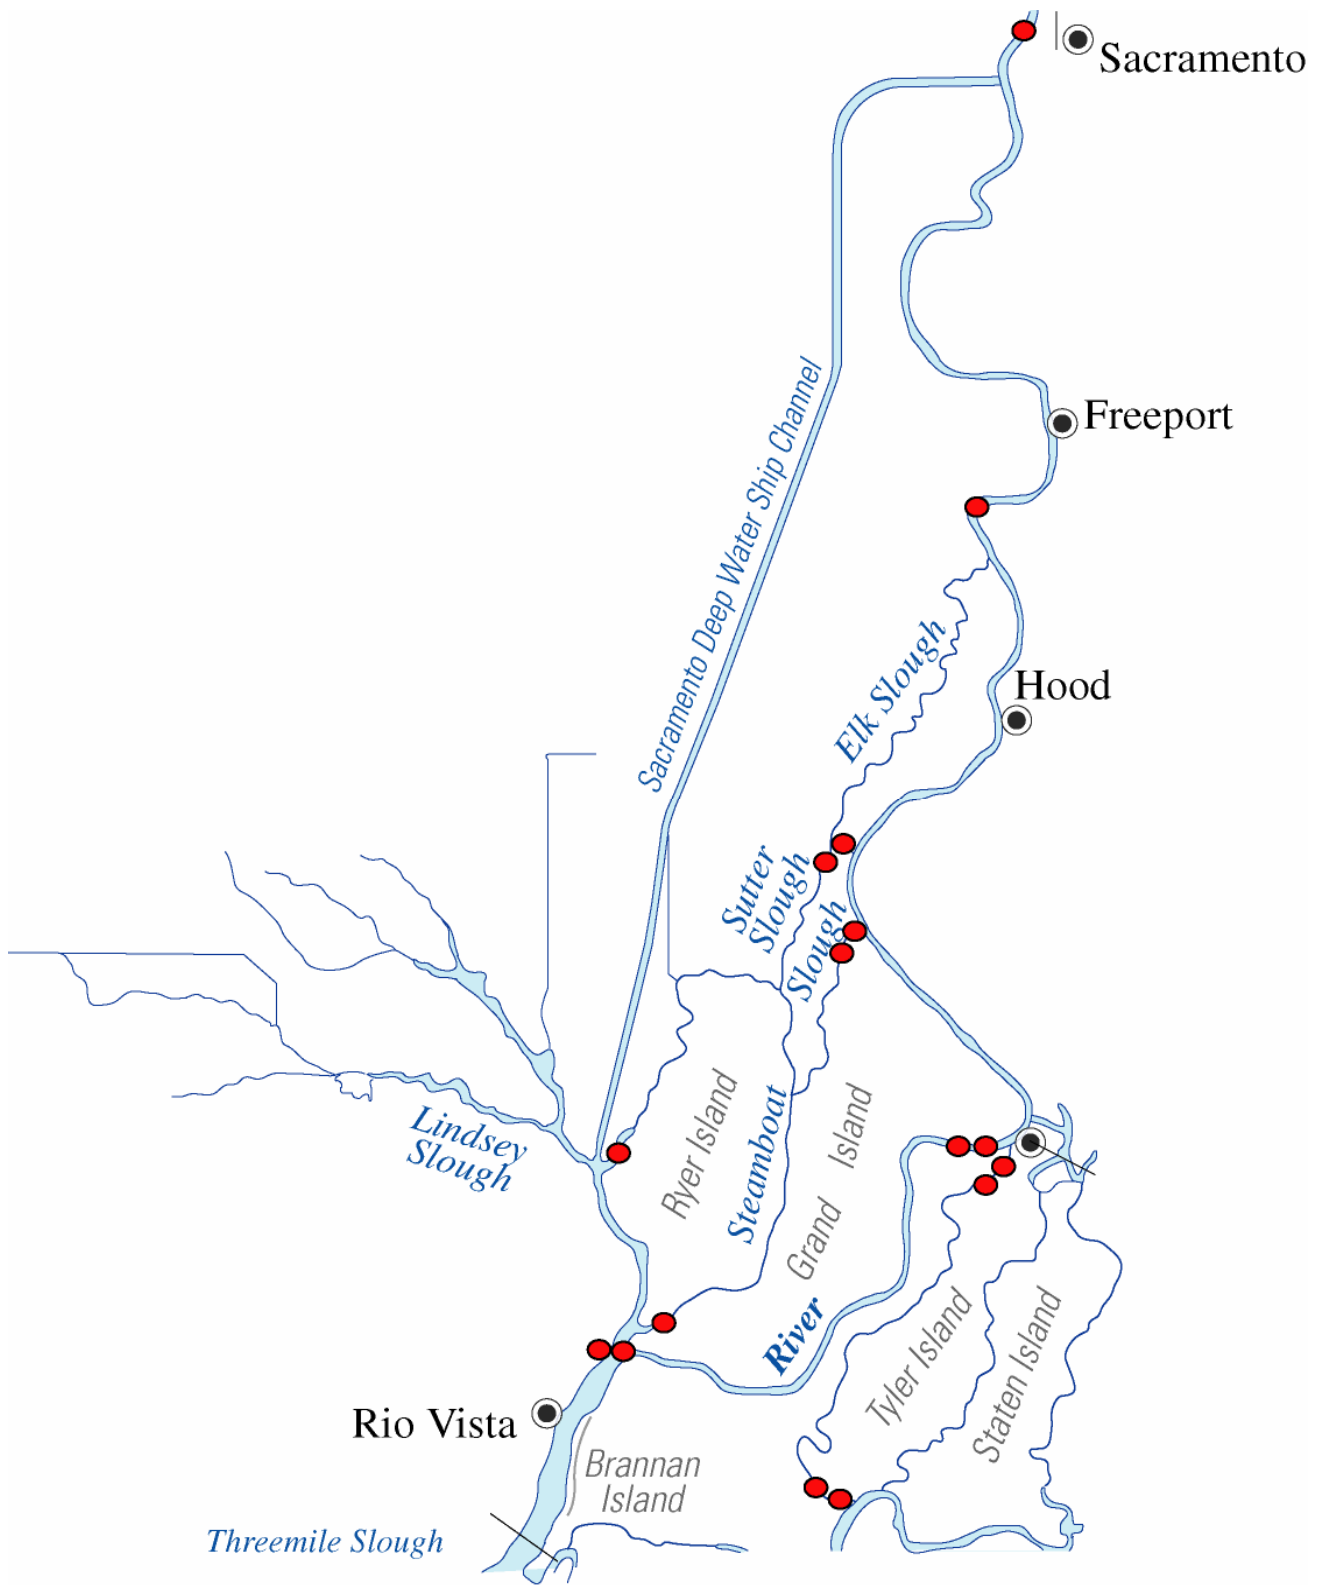 Sacramento
Freeport
Sacramento Deep Water Ship Channel
Elk Slough
Hood
Sutter
Slough
Slough
Steamboat
Lindsey
Slough
Ryer Island
Grand Island
River
Tyler Island
Staten Island
Rio Vista
Brannan
Island
Threemile Slough